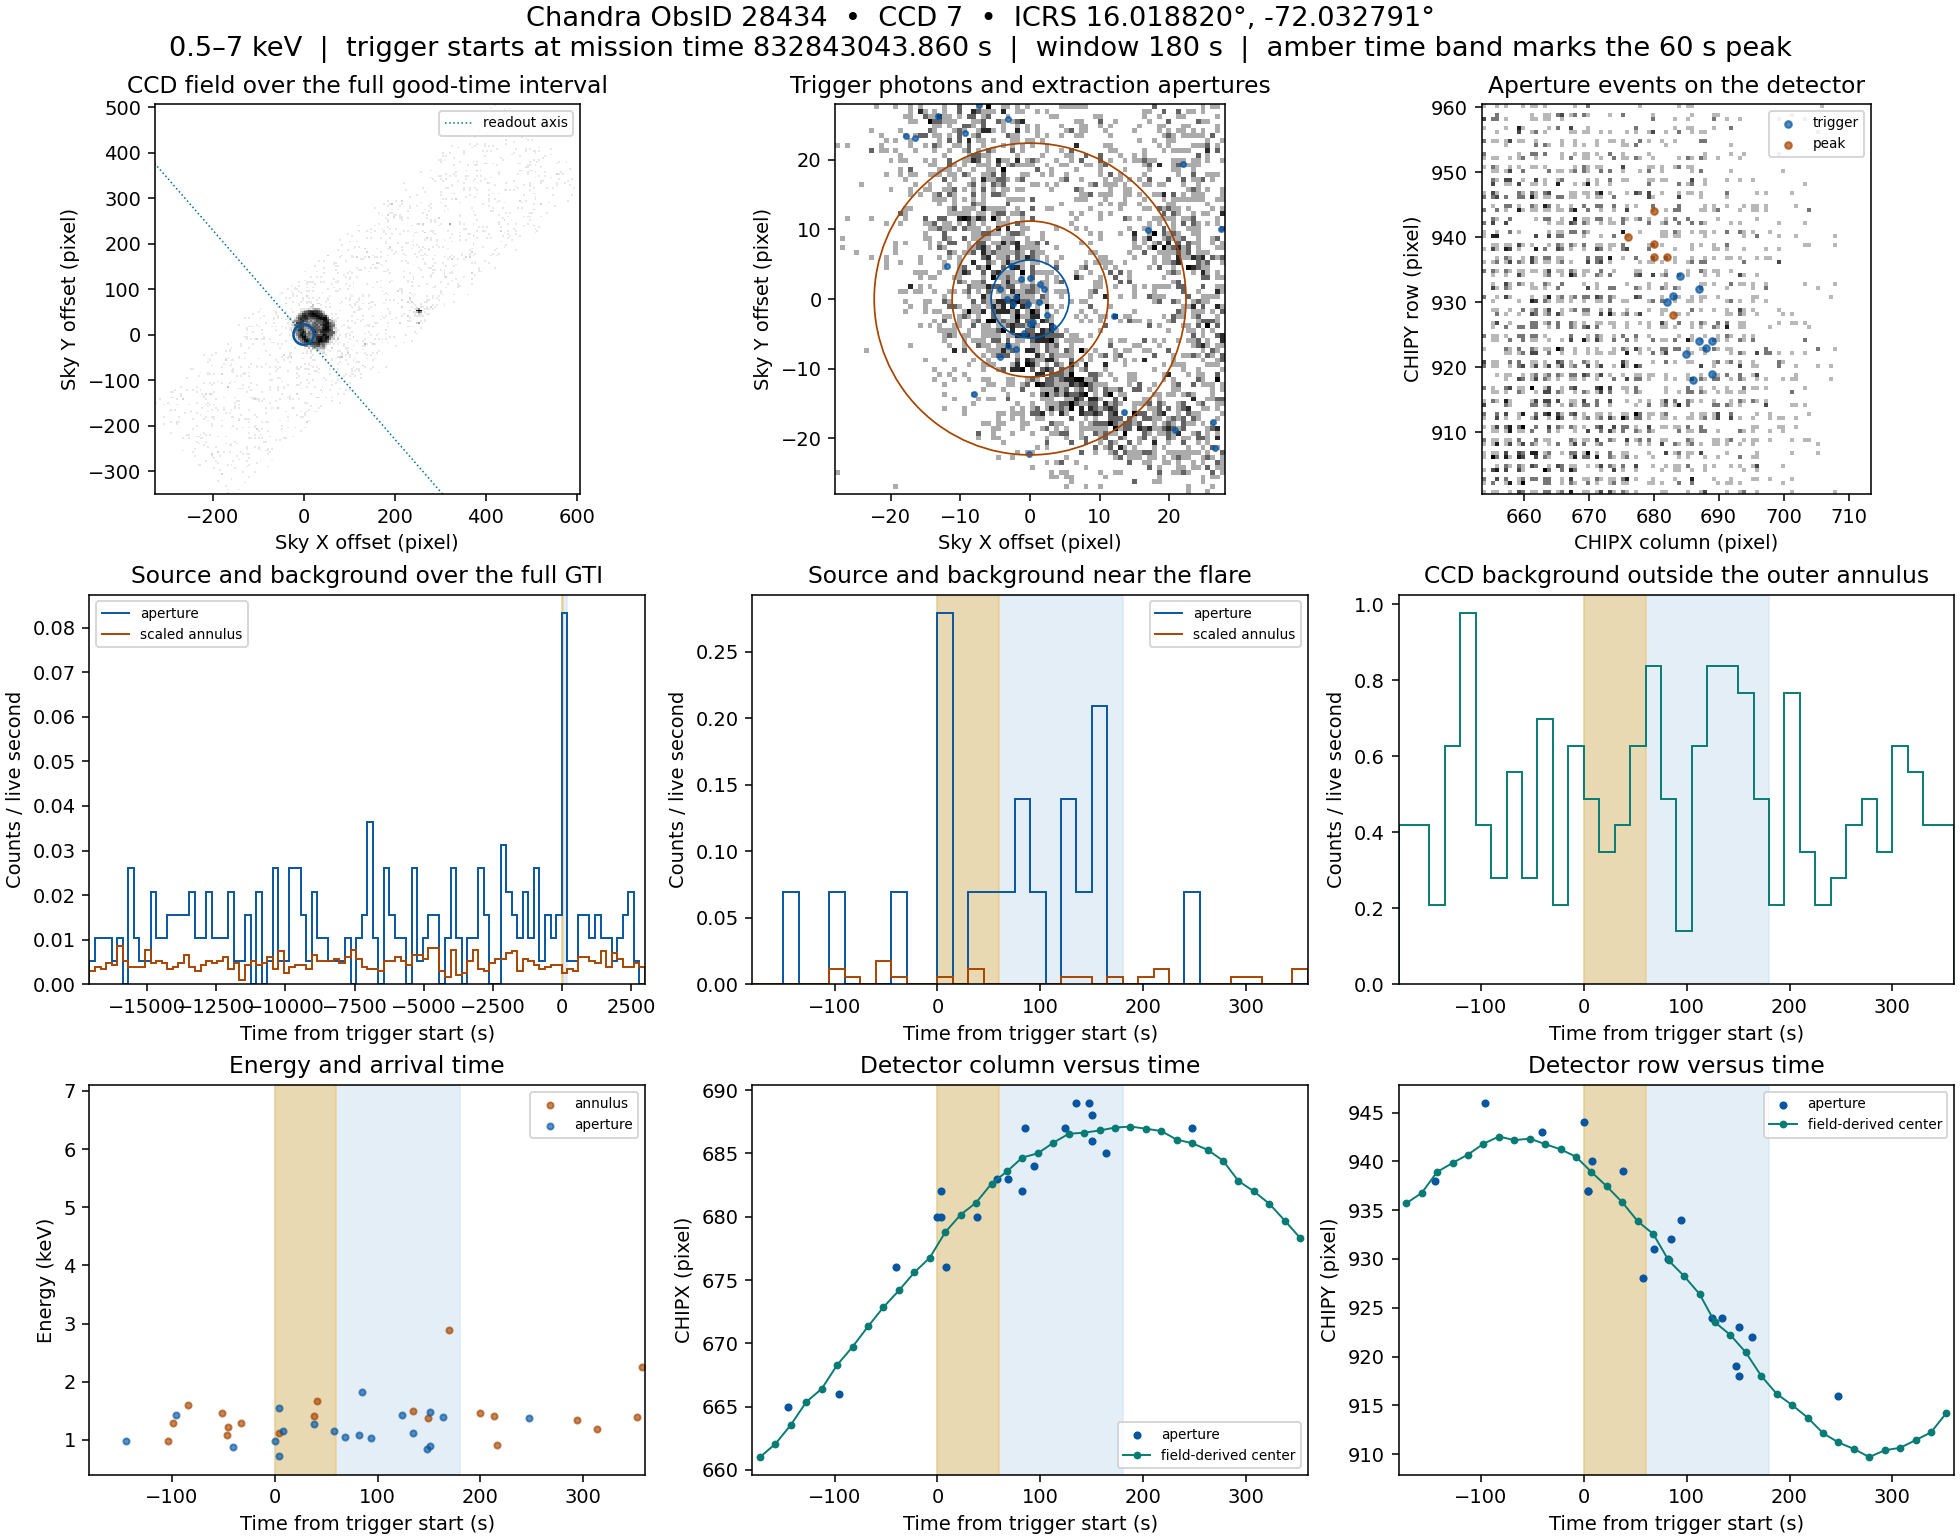 Chandra ObsID 28434 • CCD 7 • ICRS 16.018820°, -72.032791°
0.5–7 keV | trigger starts at mission time 832843043.860 s | window 180 s | amber time band marks the 60 s peak
CCD field over the full good-time interval
500
400
300
200
100
0
−100
−200
−300
−200
0
200
400
600
Sky Y offset (pixel)
Sky X offset (pixel)
readout axis
Trigger photons and extraction apertures
20
10
0
−10
−20
−20
−10
0
10
20
Sky Y offset (pixel)
Sky X offset (pixel)
Aperture events on the detector
960
950
940
930
920
910
660
670
680
690
700
710
CHIPY row (pixel)
CHIPX column (pixel)
trigger
peak
Source and background over the full GTI
0.08
0.07
0.06
0.05
0.04
0.03
0.02
0.01
0.00
−15000
−12500
−10000
−7500
−5000
−2500
0
2500
Counts / live second
Time from trigger start (s)
aperture
scaled annulus
Source and background near the flare
0.25
0.20
0.15
0.10
0.05
0.00
−100
0
100
200
300
Counts / live second
Time from trigger start (s)
aperture
scaled annulus
CCD background outside the outer annulus
1.0
0.8
0.6
0.4
0.2
0.0
−100
0
100
200
300
Counts / live second
Time from trigger start (s)
Energy and arrival time
7
6
5
4
3
2
1
−100
0
100
200
300
Energy (keV)
Time from trigger start (s)
annulus
aperture
Detector column versus time
690
685
680
675
670
665
660
−100
0
100
200
300
CHIPX (pixel)
Time from trigger start (s)
aperture
field-derived center
Detector row versus time
945
940
935
930
925
920
915
910
−100
0
100
200
300
CHIPY (pixel)
Time from trigger start (s)
aperture
field-derived center